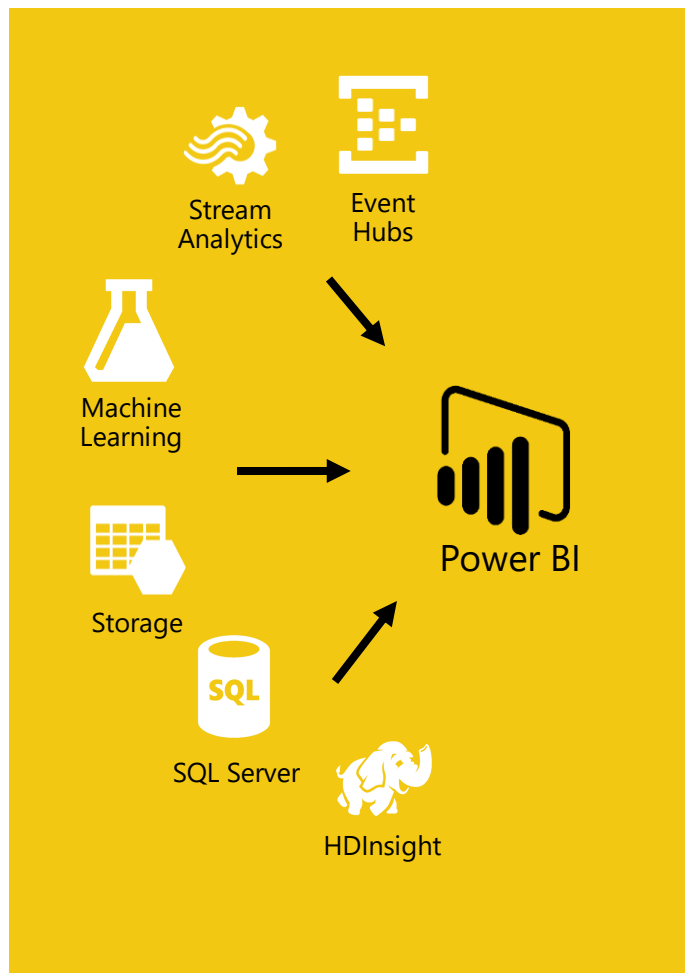 Stream
Analytics
Event
Hubs
Machine
Learning
Power BI
Storage
SQL
SQL Server
HDInsight